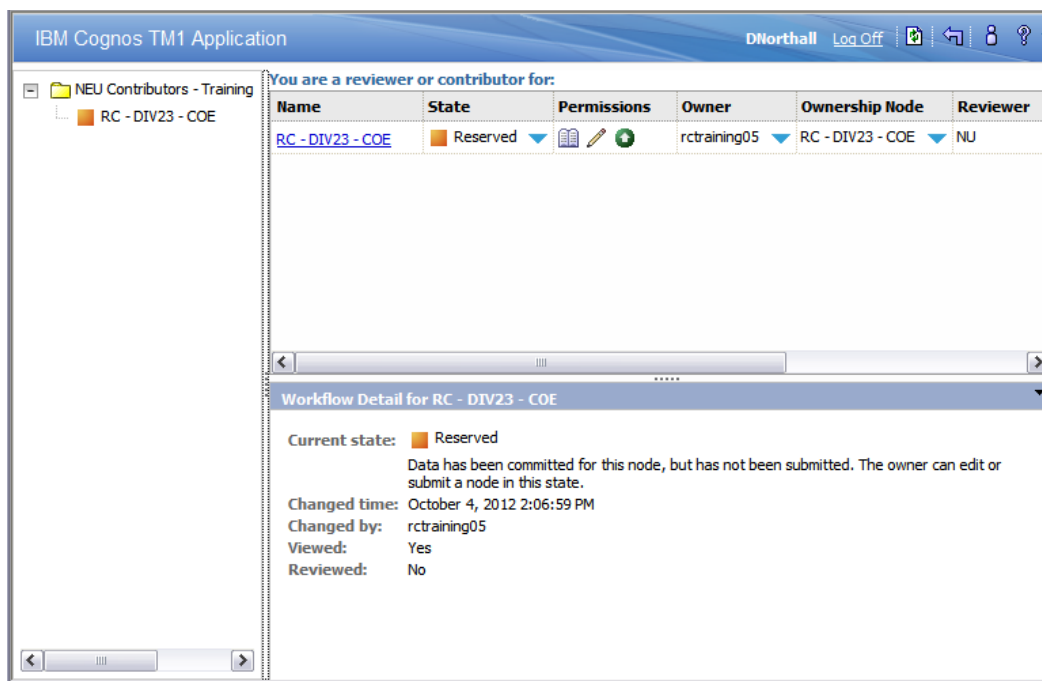 IBM Cognos TM1 Application
DNorthall Log Off
NEU Contributors - Training
RC - DIV23 - COE
You are a reviewer or contributor for:
Name State Permissions Owner Ownership Node Reviewer
RC - DIV23 - COE Reserved rctraining05 RC - DIV23 - COE NU
Workflow Detail for RC - DIV23 - COE
Current state: Reserved
Data has been committed for this node, but has not been submitted. The owner can edit or
submit a node in this state.
Changed time: October 4, 2012 2:06:59 PM
Changed by: rctraining05
Viewed: Yes
Reviewed: No